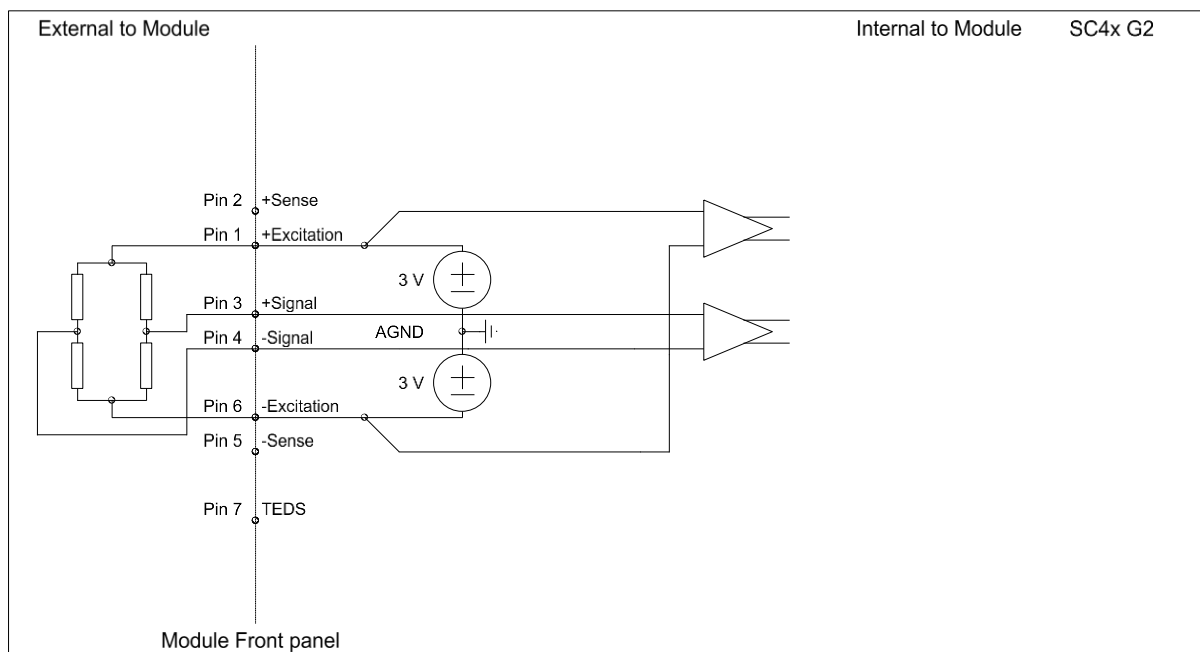 External to Module
Internal to Module SC4x G2
Pin 2 +Sense
Pin 1 +Excitation
3 V
Pin 3 +Signal
AGND
Pin 4 -Signal
3 V
Pin 6 -Excitation
Pin 5 -Sense
Pin 7 TEDS
Module Front panel